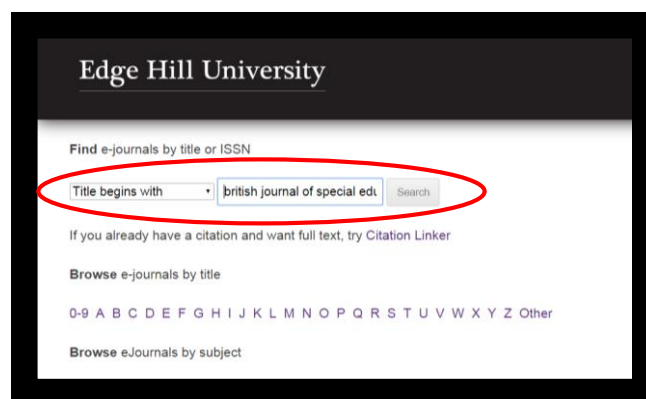 Edge Hill University
Find e-journals by title or ISSN
Title begins with british journal of special edu Search
If you already have a citation and want full text, try Citation Linker
Browse e-journals by title
0-9 A B C D E F G H I J K L M N O P Q R S T U V W X Y Z Other
Browse eJournals by subject